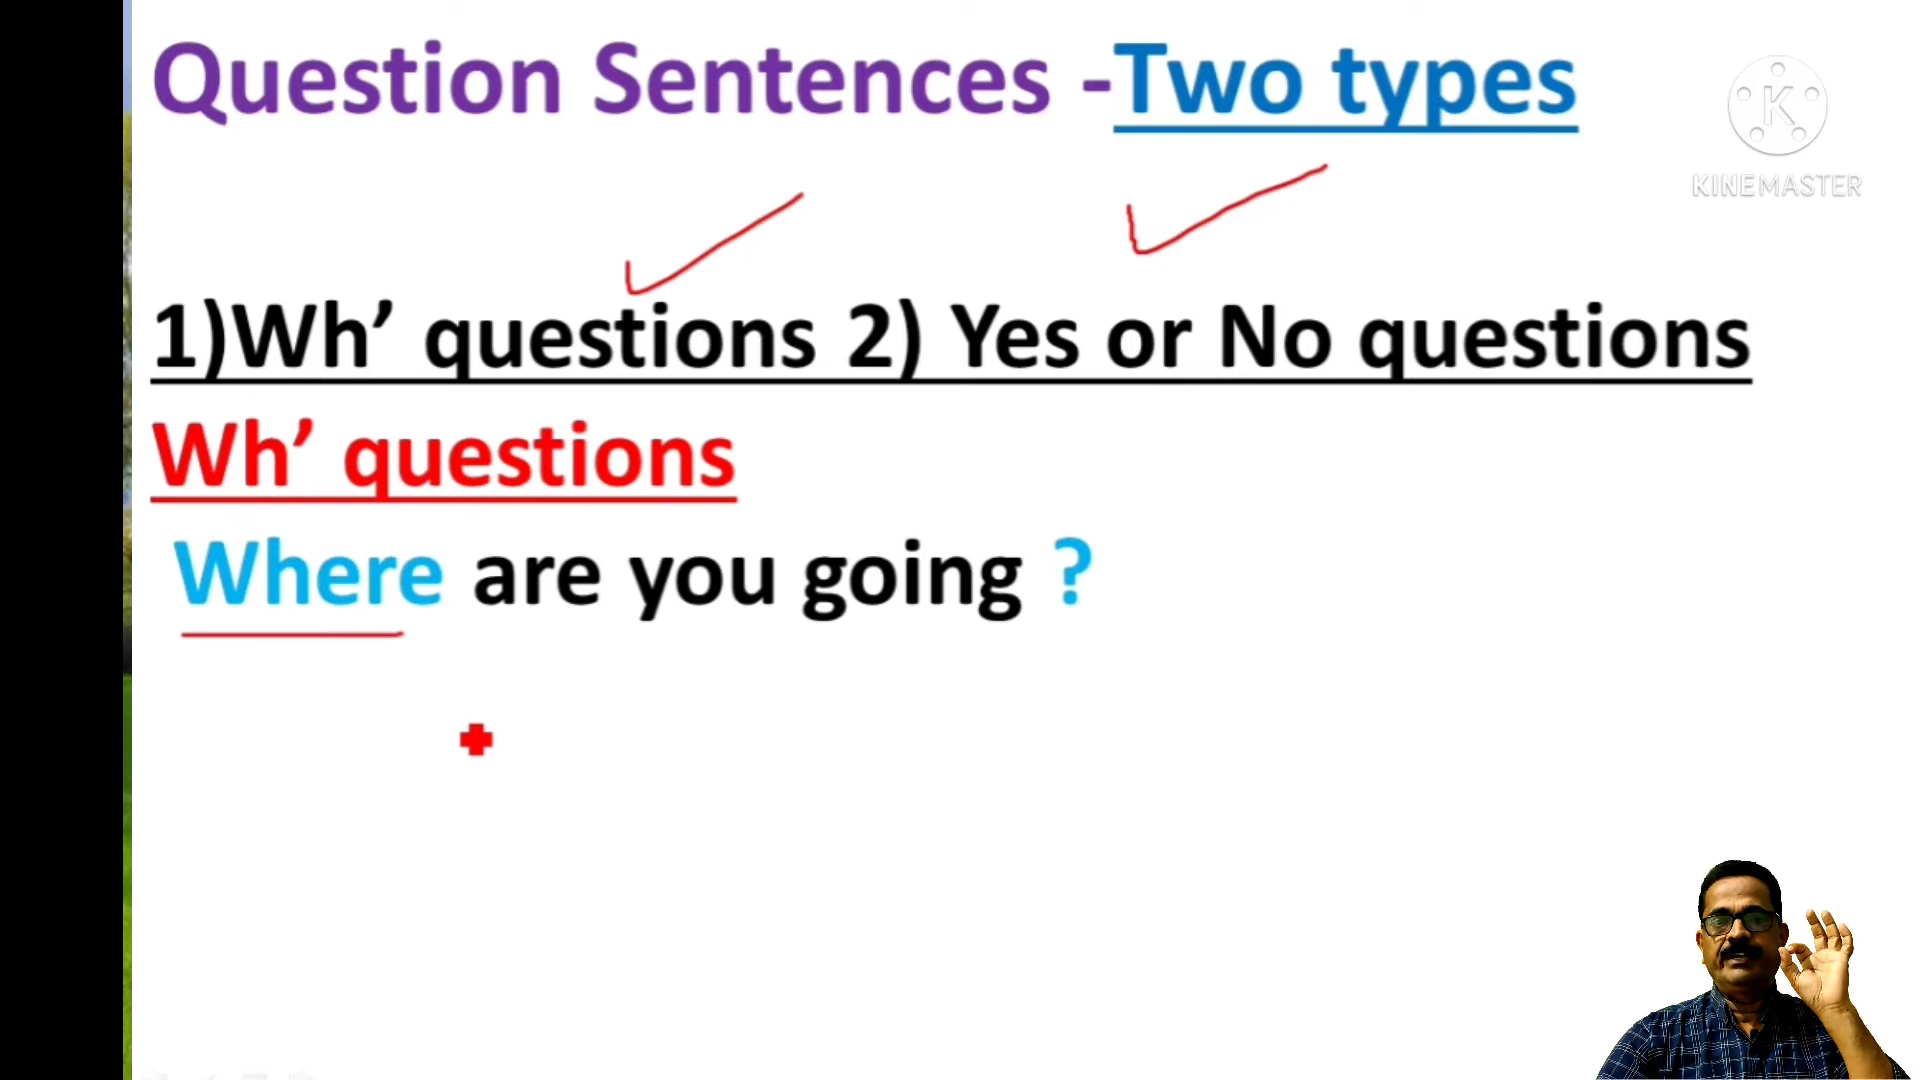 Question Sentences -Two types
KINEMASTER
1)Wh’ questions 2) Yes or No questions
Wh’ questions
Where are you going ?